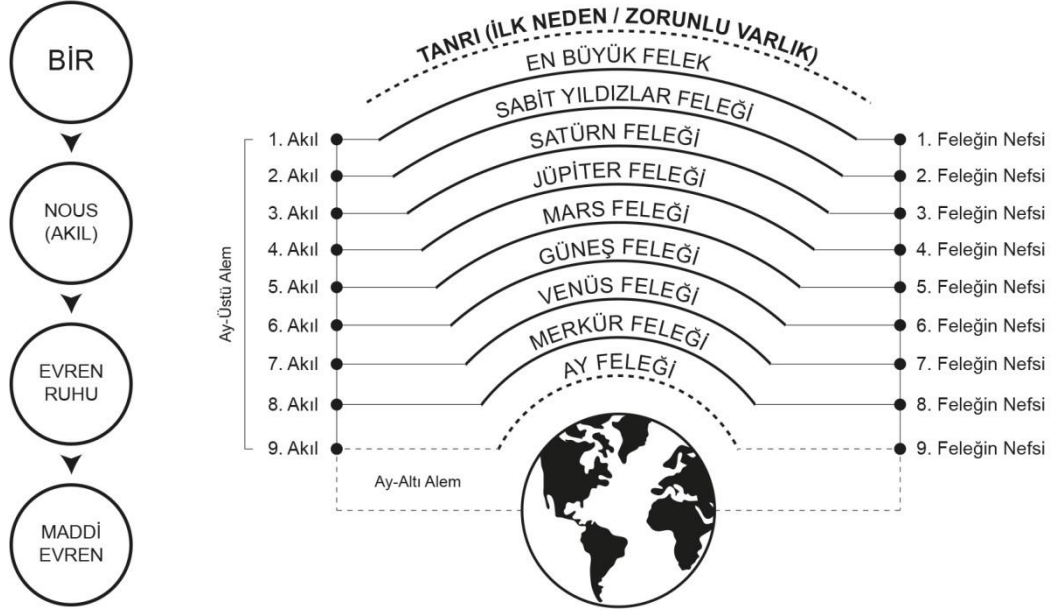 BİR
NOUS
(AKIL)
EVREN
RUHU
MADDİ
EVREN
TANRI (İLK NEDEN / ZORUNLU VARLIK)
EN BÜYÜK FELEK
SABİT YILDIZLAR FELEĞİ
SATÜRN FELEĞİ
JÜPİTER FELEĞİ
MARS FELEĞİ
GÜNEŞ FELEĞİ
VENÜS FELEĞİ
MERKÜR FELEĞİ
AY FELEĞİ
Ay-Üstü Alem
1. Akıl
2. Akıl
3. Akıl
4. Akıl
5. Akıl
6. Akıl
7. Akıl
8. Akıl
9. Akıl
Ay-Altı Alem
1. Feleğin Nefsi
2. Feleğin Nefsi
3. Feleğin Nefsi
4. Feleğin Nefsi
5. Feleğin Nefsi
6. Feleğin Nefsi
7. Feleğin Nefsi
8. Feleğin Nefsi
9. Feleğin Nefsi